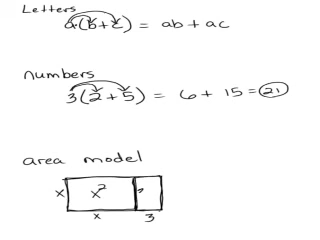 Letters
a·(b+c) = ab + ac
numbers
3(2+5) = 6 + 15 = 21
area model
x x²
x 3